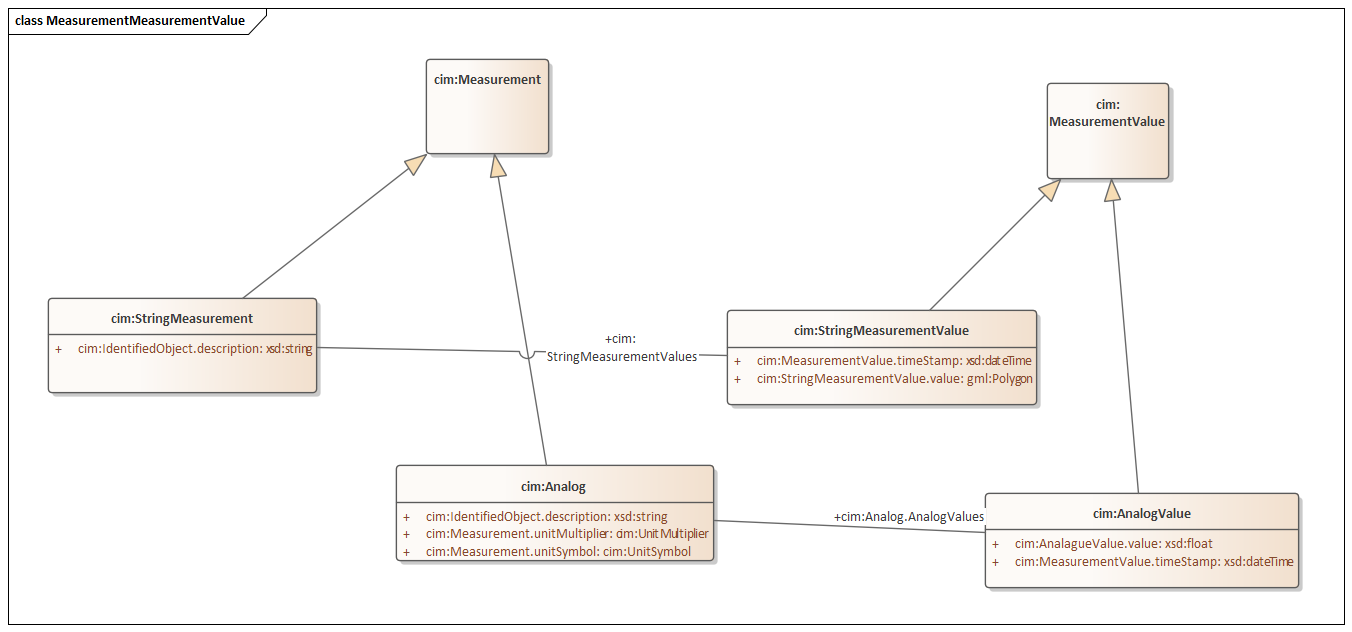 class MeasurementMeasurementValue
cim:Measurement
cim:
MeasurementValue
cim:StringMeasurement
+ cim:IdentifiedObject.description: xsd:string
+cim:
StringMeasurementValues
cim:StringMeasurementValue
+ cim:MeasurementValue.timeStamp: xsd:dateTime
+ cim:StringMeasurementValue.value: gml:Polygon
cim:Analog
+ cim:IdentifiedObject.description: xsd:string
+ cim:Measurement.unitMultiplier: cim:UnitMultiplier
+ cim:Measurement.unitSymbol: cim:UnitSymbol
+cim:Analog.AnalogValues
cim:AnalogValue
+ cim:AnalagueValue.value: xsd:float
+ cim:MeasurementValue.timeStamp: xsd:dateTime